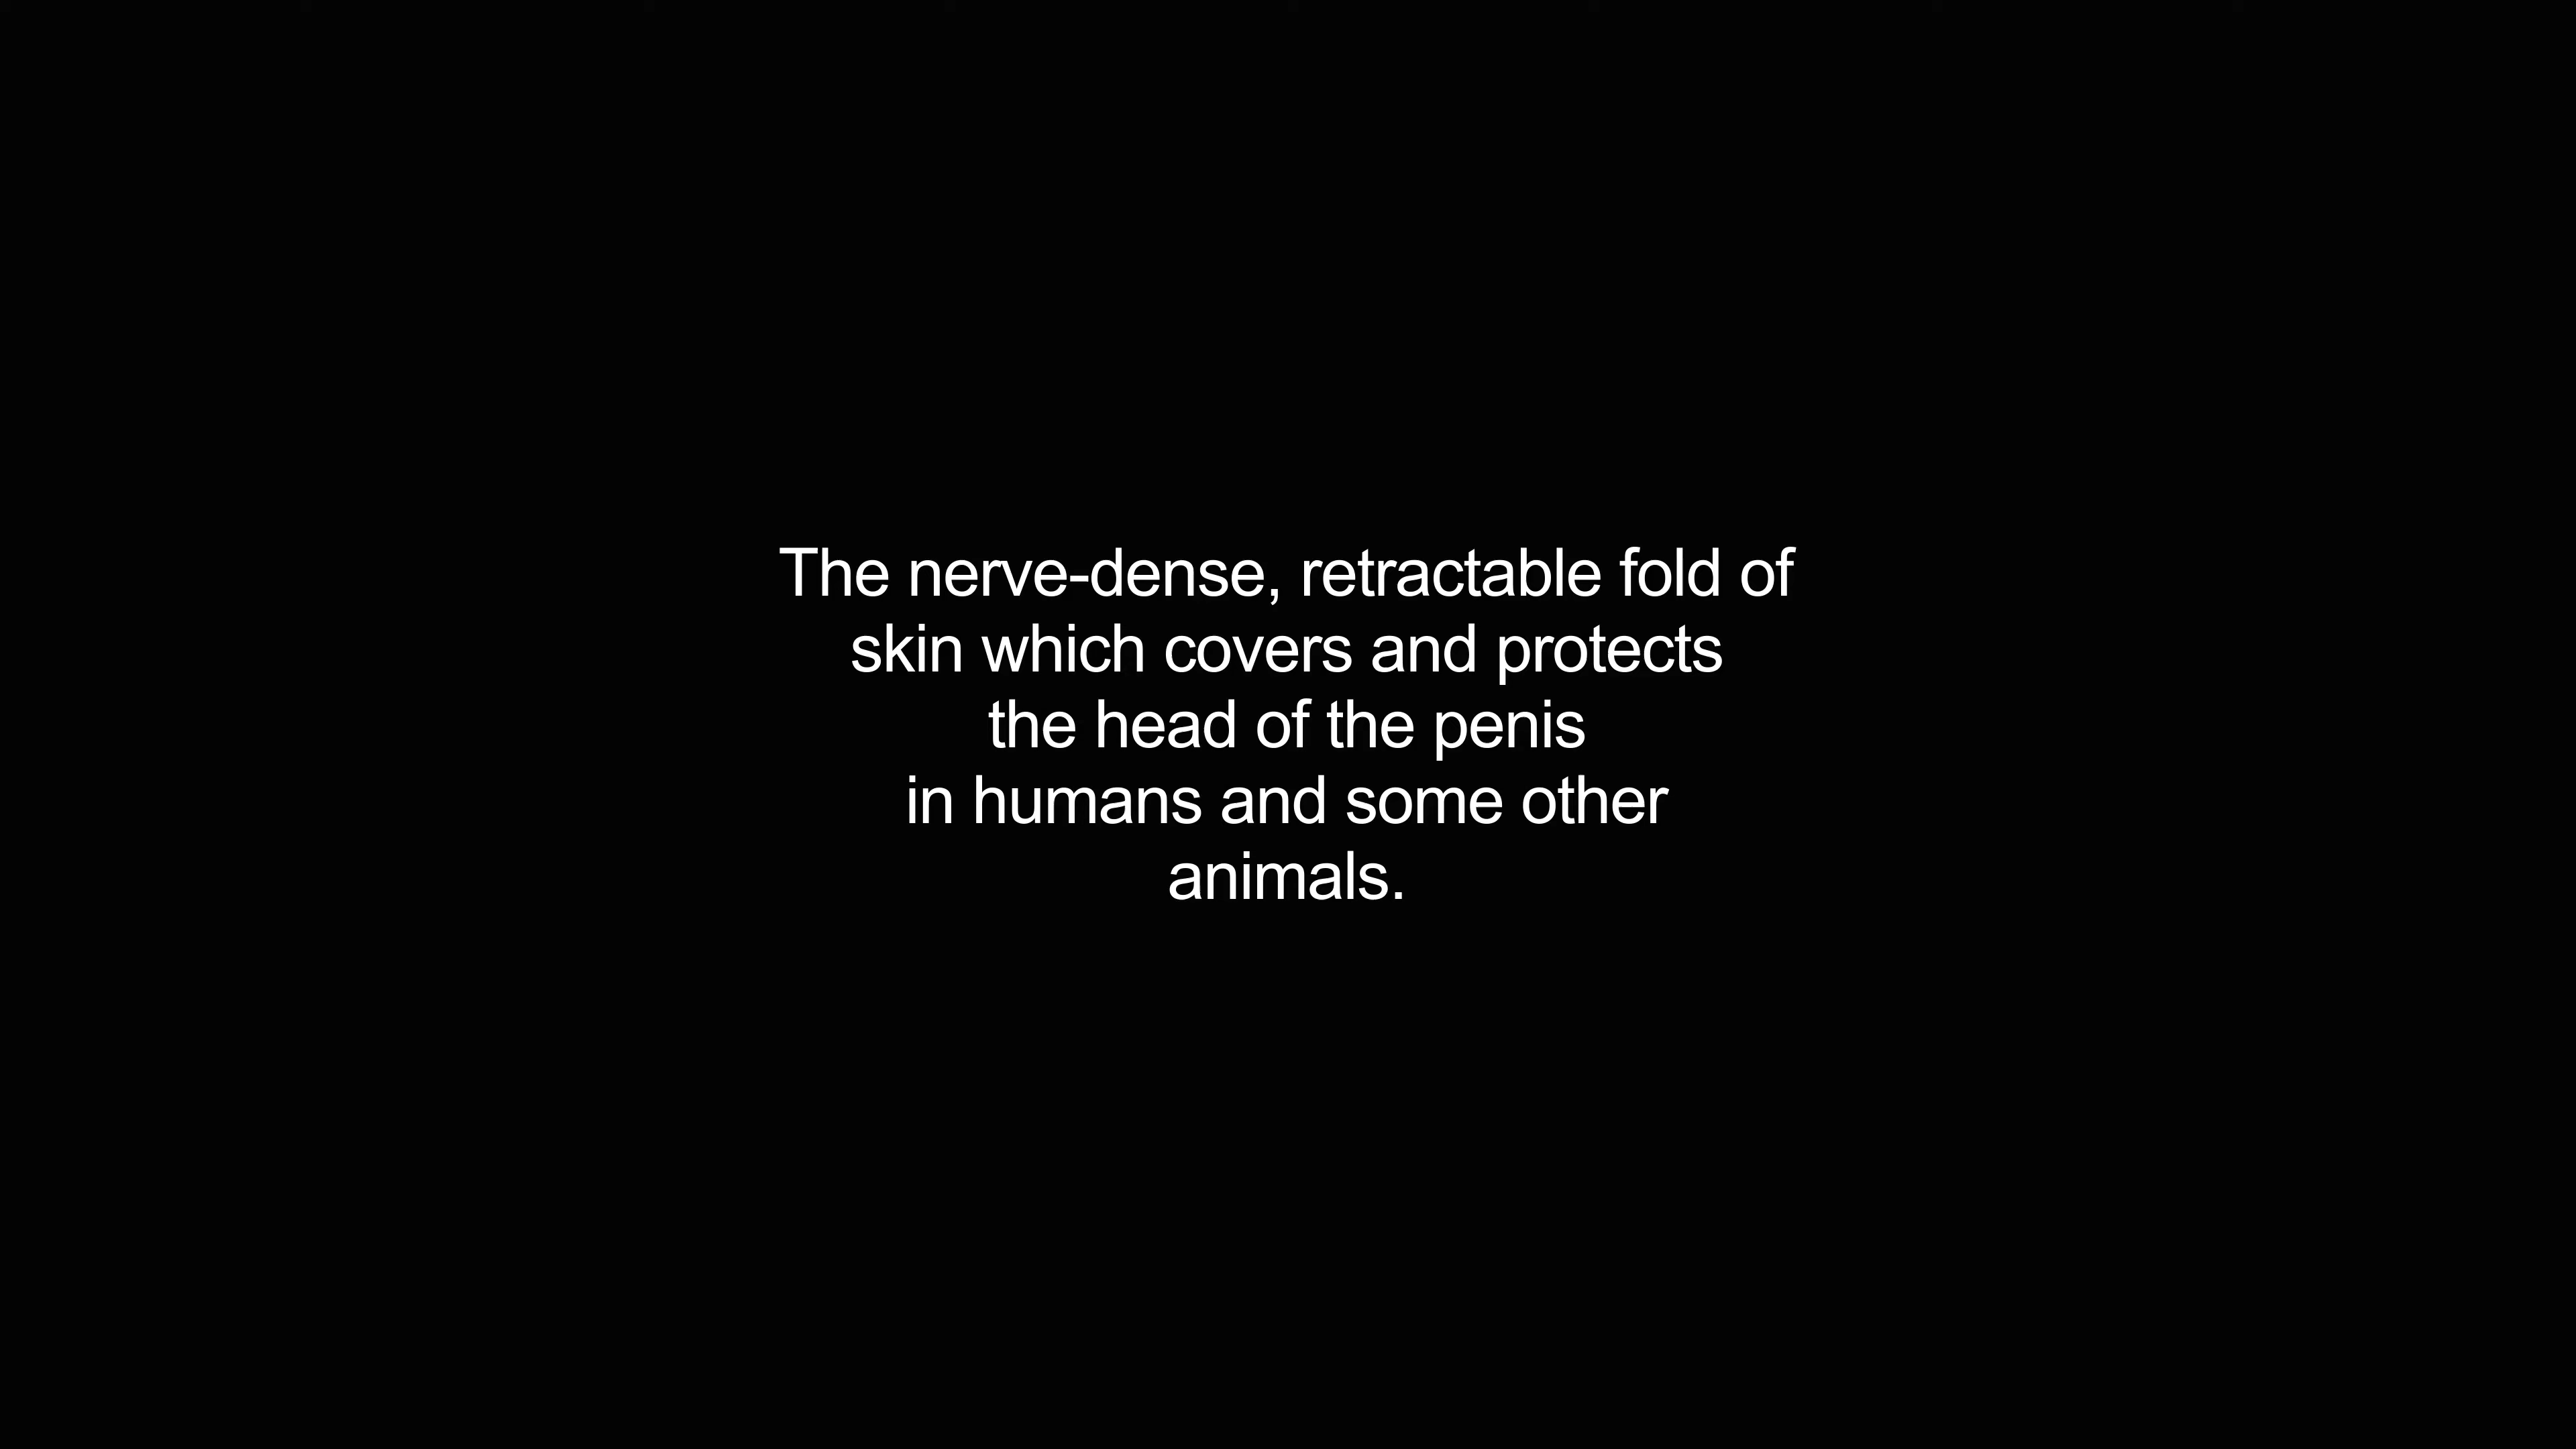 The nerve-dense, retractable fold of
skin which covers and protects
the head of the penis
in humans and some other
animals.